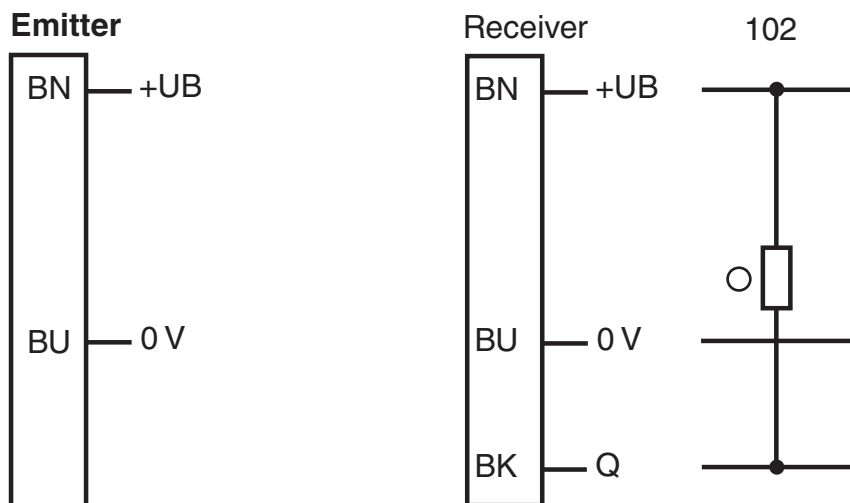 Emitter
BN +UB
BU 0 V
Receiver
BN +UB
BU 0 V
BK Q
102